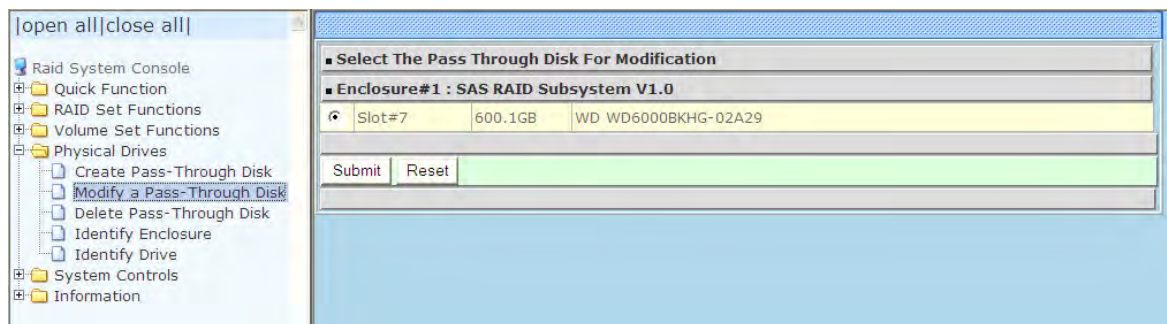 |open all|close all|
Raid System Console
Quick Function
RAID Set Functions
Volume Set Functions
Physical Drives
Create Pass-Through Disk
Modify a Pass-Through Disk
Delete Pass-Through Disk
Identify Enclosure
Identify Drive
System Controls
Information
Select The Pass Through Disk For Modification
Enclosure#1 : SAS RAID Subsystem V1.0
Slot#7 600.1GB WD WD6000BKHG-02A29
Submit Reset